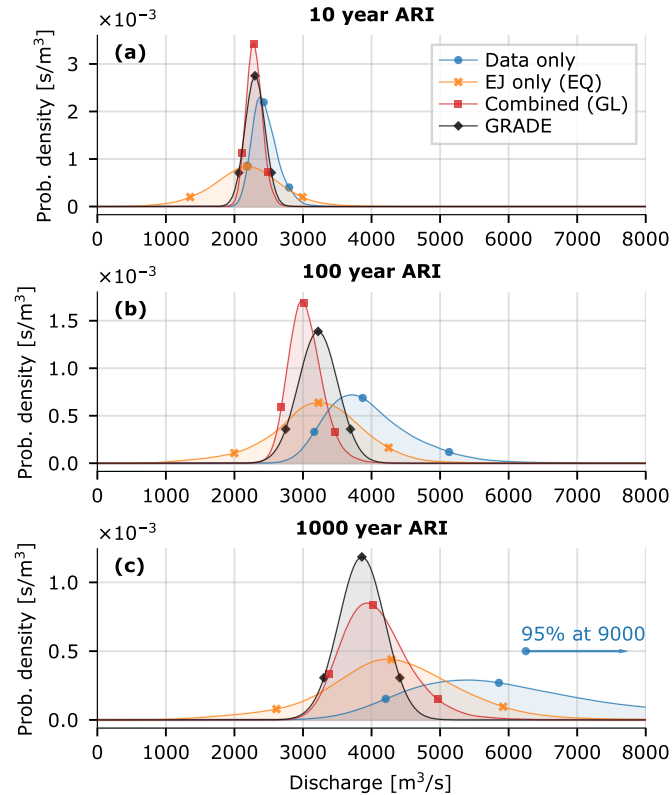 10 year ARI
×10⁻³
(a)
Data only
EJ only (EQ)
Combined (GL)
GRADE
Prob. density [s/m³]
3
2
1
0
0 1000 2000 3000 4000 5000 6000 7000 8000
100 year ARI
×10⁻³
(b)
Prob. density [s/m³]
1.5
1.0
0.5
0.0
0 1000 2000 3000 4000 5000 6000 7000 8000
1000 year ARI
×10⁻³
(c)
95% at 9000
Prob. density [s/m³]
1.0
0.5
0.0
0 1000 2000 3000 4000 5000 6000 7000 8000
Discharge [m³/s]